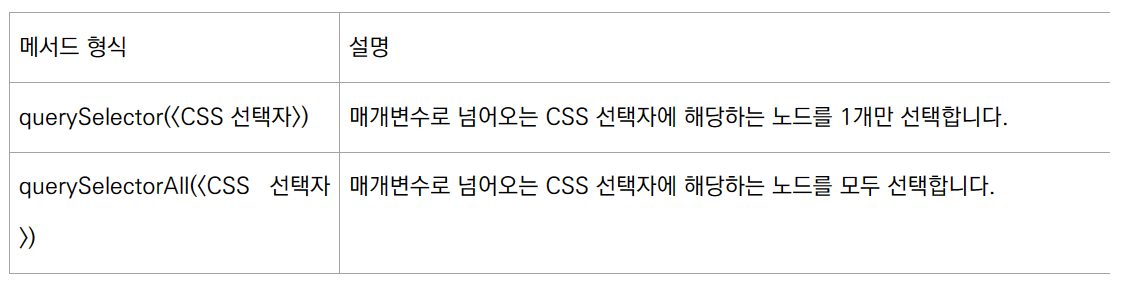 메서드 형식
설명
querySelector(〈CSS 선택자〉)
매개변수로 넘어오는 CSS 선택자에 해당하는 노드를 1개만 선택합니다.
querySelectorAll(〈CSS 선택자
〉)
매개변수로 넘어오는 CSS 선택자에 해당하는 노드를 모두 선택합니다.